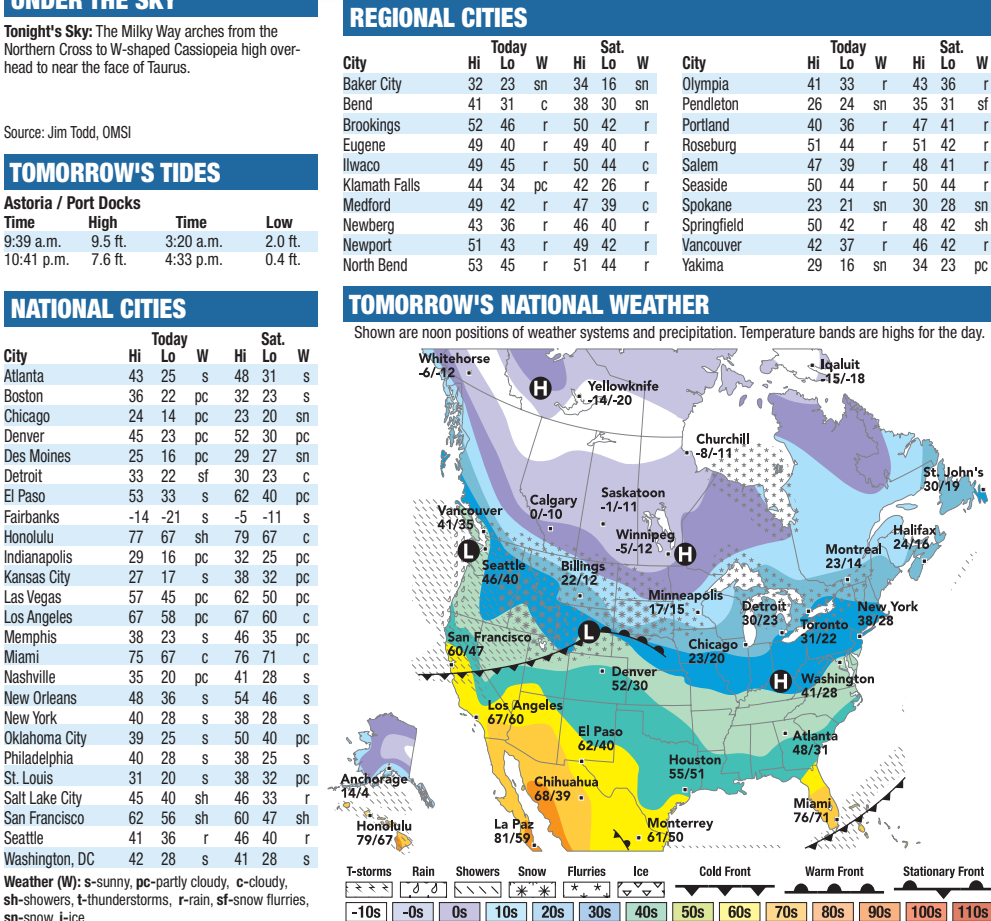 UNDER THE SKY
Tonight's Sky: The Milky Way arches from the
Northern Cross to W-shaped Cassiopeia high over-
head to near the face of Taurus.
Source: Jim Todd, OMSI
TOMORROW'S TIDES
Astoria / Port Docks
Time High Time Low
9:39 a.m. 9.5 ft. 3:20 a.m. 2.0 ft.
10:41 p.m. 7.6 ft. 4:33 p.m. 0.4 ft.
NATIONAL CITIES
Today Sat.
City Hi Lo W Hi Lo W
Atlanta 43 25 s 48 31 s
Boston 36 22 pc 32 23 s
Chicago 24 14 pc 23 20 sn
Denver 45 23 pc 52 30 pc
Des Moines 25 16 pc 29 27 sn
Detroit 33 22 sf 30 23 c
El Paso 53 33 s 62 40 pc
Fairbanks -14 -21 s -5 -11 s
Honolulu 77 67 sh 79 67 c
Indianapolis 29 16 pc 32 25 pc
Kansas City 27 17 s 38 32 pc
Las Vegas 57 45 pc 62 50 pc
Los Angeles 67 58 pc 67 60 c
Memphis 38 23 s 46 35 pc
Miami 75 67 c 76 71 c
Nashville 35 20 pc 41 28 s
New Orleans 48 36 s 54 46 s
New York 40 28 s 38 28 s
Oklahoma City 39 25 s 50 40 pc
Philadelphia 40 28 s 38 25 s
St. Louis 31 20 s 38 32 pc
Salt Lake City 45 40 sh 46 33 r
San Francisco 62 56 sh 60 47 sh
Seattle 41 36 r 46 40 r
Washington, DC 42 28 s 41 28 s
Weather (W): s-sunny, pc-partly cloudy, c-cloudy,
sh-showers, t-thunderstorms, r-rain, sf-snow flurries,
sn-snow, i-ice
REGIONAL CITIES
Today Sat.
City Hi Lo W Hi Lo W
Baker City 32 23 sn 34 16 sn
Bend 41 31 c 38 30 sn
Brookings 52 46 r 50 42 r
Eugene 49 40 r 49 40 r
Ilwaco 49 45 r 50 44 c
Klamath Falls 44 34 pc 42 26 r
Medford 49 42 r 47 39 c
Newberg 43 36 r 46 40 r
Newport 51 43 r 49 42 r
North Bend 53 45 r 51 44 r
Today Sat.
City Hi Lo W Hi Lo W
Olympia 41 33 r 43 36 r
Pendleton 26 24 sn 35 31 sf
Portland 40 36 r 47 41 r
Roseburg 51 44 r 51 42 r
Salem 47 39 r 48 41 r
Seaside 50 44 r 50 44 r
Spokane 23 21 sn 30 28 sn
Springfield 50 42 r 48 42 sh
Vancouver 42 37 r 46 42 r
Yakima 29 16 sn 34 23 pc
TOMORROW'S NATIONAL WEATHER
Shown are noon positions of weather systems and precipitation. Temperature bands are highs for the day.
Whitehorse
-6/-12
H
Yellowknife
-14/-20
Iqaluit
-15/-18
Churchill
-8/-11
St. John's
30/19
Calgary
0/-10
Saskatoon
-1/-11
Vancouver
41/35
Winnipeg
-5/-12
H
Halifax
24/16
Montreal
23/14
L
Seattle
46/40
Billings
22/12
Minneapolis
17/15
Detroit
30/23
New York
38/28
Toronto
31/22
San Francisco
60/47
L
Chicago
23/20
Denver
52/30
H
Washington
41/28
Los Angeles
67/60
El Paso
62/40
Atlanta
48/31
Houston
55/51
Anchorage
14/4
Chihuahua
68/39
Miami
76/71
Honolulu
79/67
La Paz
81/59
Monterrey
61/50
T-storms Rain Showers Snow Flurries Ice Cold Front Warm Front Stationary Front
-10s -0s 0s 10s 20s 30s 40s 50s 60s 70s 80s 90s 100s 110s